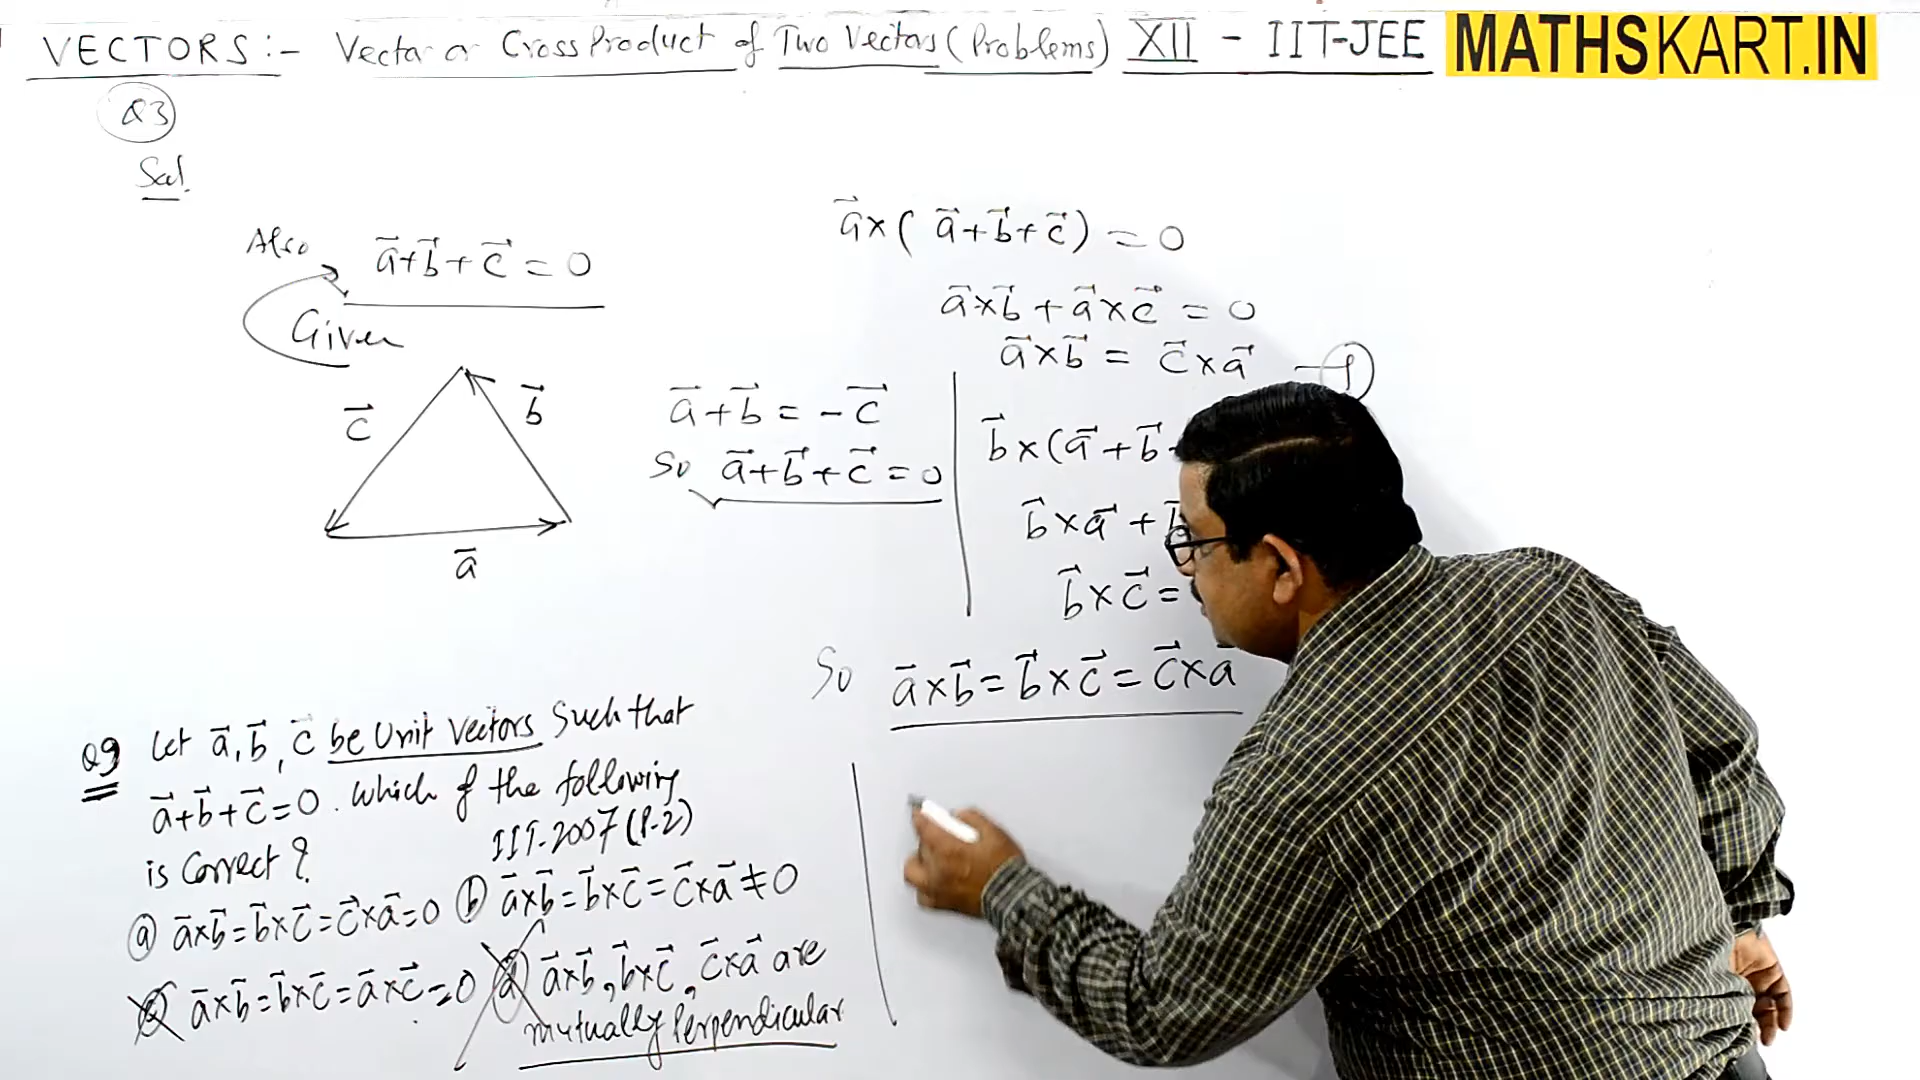 VECTORS:- Vector or Cross Product of Two Vectors (Problems) XII - IIT-JEE MATHSKART.IN
Q3
Sol.
Also a⃗+b⃗+c⃗ = 0
Given
c⃗
b⃗
a⃗
a⃗+b⃗ = -c⃗
So a⃗+b⃗+c⃗ = 0
a⃗×(a⃗+b⃗+c⃗) = 0
a⃗×b⃗+a⃗×c⃗ = 0
a⃗×b⃗ = c⃗×a⃗ —1
b⃗×(a⃗+b⃗
b⃗×a⃗+b⃗
b⃗×c⃗ =
So a⃗×b⃗=b⃗×c⃗=c⃗×a⃗
Q9 Let a⃗, b⃗, c⃗ be Unit Vectors Such that
a⃗+b⃗+c⃗=0. Which of the following
is Correct?
IIT-2007 (P-2)
(a) a⃗×b⃗=b⃗×c⃗=c⃗×a⃗=0 (b) a⃗×b⃗=b⃗×c⃗=c⃗×a⃗≠0
(c) a⃗×b⃗=b⃗×c⃗=a⃗×c⃗=0 (d) a⃗×b⃗, b⃗×c⃗, c⃗×a⃗ are
mutually Perpendicular